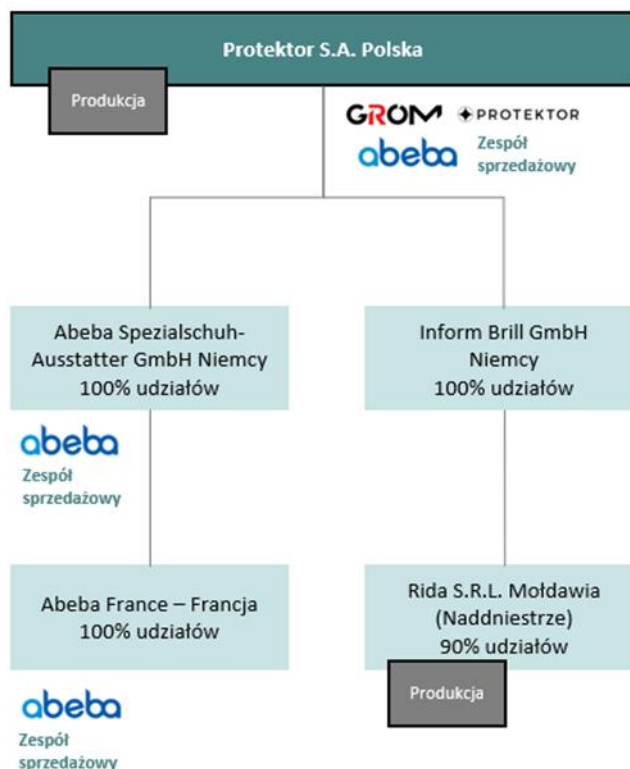 Protektor S.A. Polska
Produkcja
GROM PROTEKTOR
abeba
Zespół
sprzedażowy
Abeba Spezialschuh-
Ausstatter GmbH Niemcy
100% udziałów
Inform Brill GmbH
Niemcy
100% udziałów
abeba
Zespół
sprzedażowy
Abeba France – Francja
100% udziałów
Rida S.R.L. Mołdawia
(Naddniestrze)
90% udziałów
Produkcja
abeba
Zespół
sprzedażowy